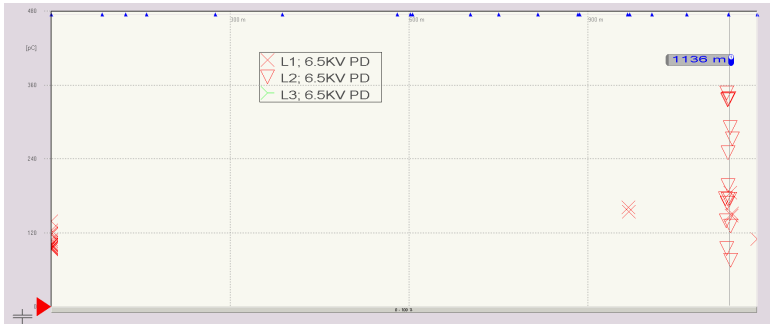 480
300 m
600 m
900 m
[pC]
L1; 6.5KV PD
L2; 6.5KV PD
L3; 6.5KV PD
1136 m
360
240
120
0
0 - 100 %